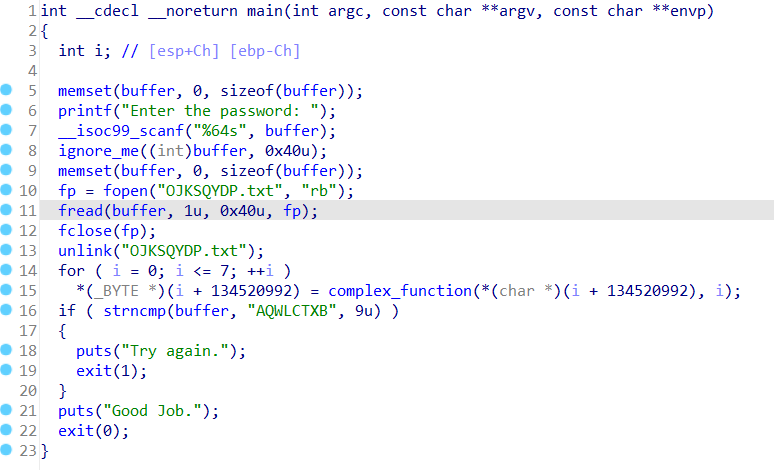 1 int __cdecl __noreturn main(int argc, const char **argv, const char **envp)
2 {
3   int i; // [esp+Ch] [ebp-Ch]
4
5   memset(buffer, 0, sizeof(buffer));
6   printf("Enter the password: ");
7   __isoc99_scanf("%64s", buffer);
8   ignore_me((int)buffer, 0x40u);
9   memset(buffer, 0, sizeof(buffer));
10   fp = fopen("OJKSQYDP.txt", "rb");
11   fread(buffer, 1u, 0x40u, fp);
12   fclose(fp);
13   unlink("OJKSQYDP.txt");
14   for ( i = 0; i <= 7; ++i )
15     *(_BYTE *)(i + 134520992) = complex_function(*(char *)(i + 134520992), i);
16   if ( strncmp(buffer, "AQWLCTXB", 9u) )
17   {
18     puts("Try again.");
19     exit(1);
20   }
21   puts("Good Job.");
22   exit(0);
23 }